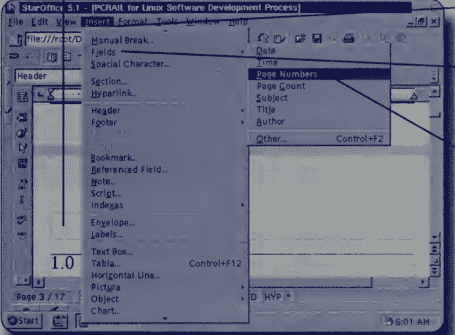 StarOffice 5.1 - [PCRAIL for Linux Software Development Process]
File Edit View Insert Format Tools Window Help
file:///root/D
Manual Break...
Fields
Special Character...
Section...
Hyperlink...
Header
Footer
Bookmark...
Referenced Field...
Note...
Script...
Indexes
Envelope...
Labels...
Text Box...
Table... Control+F12
Horizontal Line...
Picture
Object
Chart...
Date
Time
Page Numbers
Page Count
Subject
Title
Author
Other... Control+F2
Header
1.0
Page 3 / 17
HYP *
Start
6:01 AM